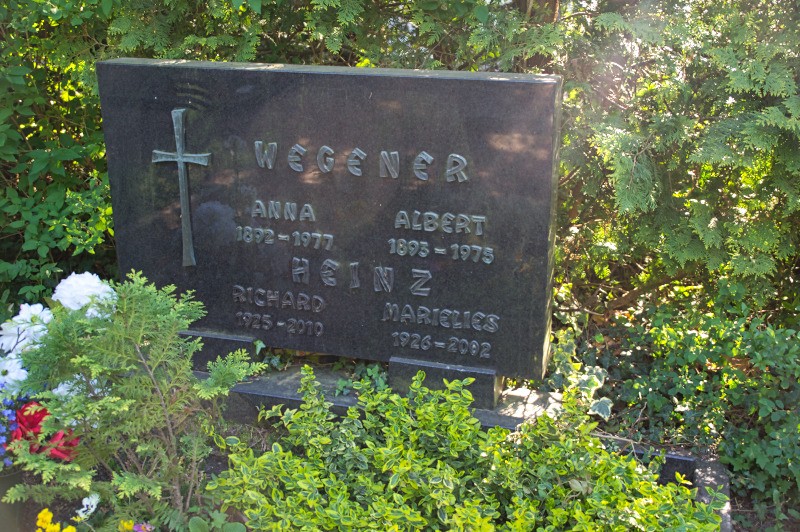 WEGENER
ANNA ALBERT
1892 – 1977 1893 – 1975
HEINZ
RICHARD MARIELIES
1925 – 2010 1926 – 2002